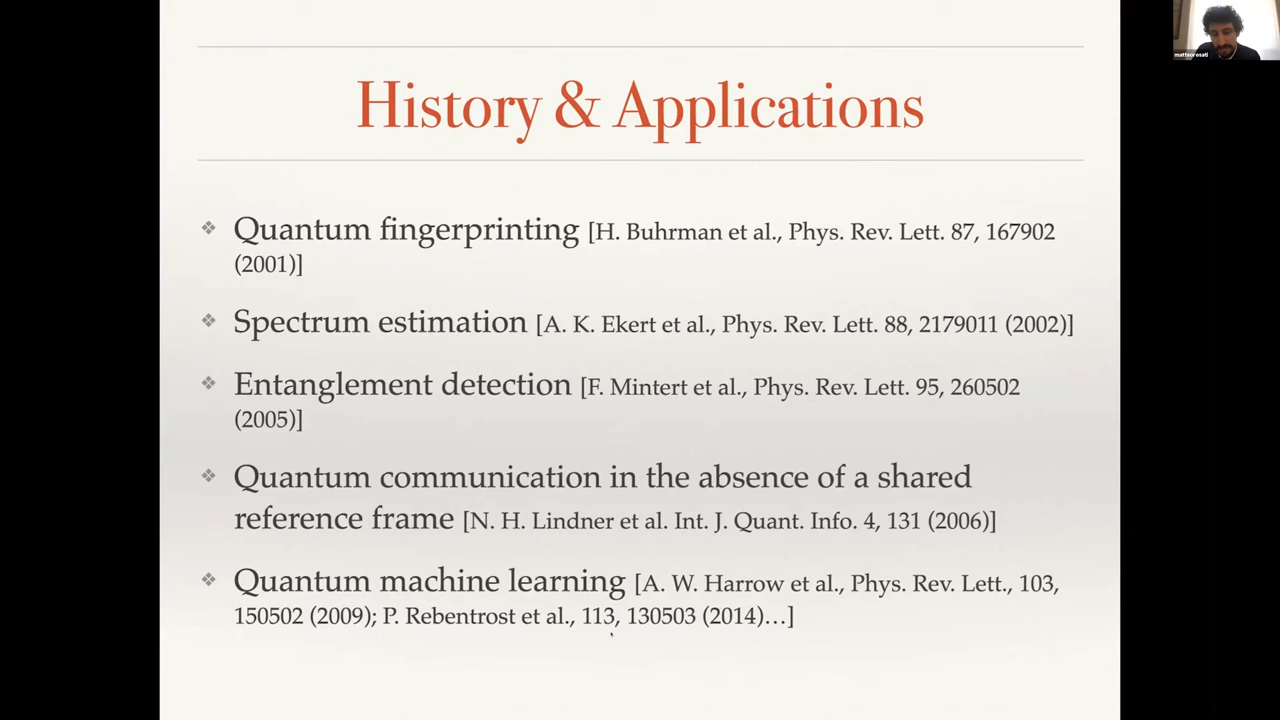 matteorosati
History & Applications
❖ Quantum fingerprinting [H. Buhrman et al., Phys. Rev. Lett. 87, 167902
(2001)]
❖ Spectrum estimation [A. K. Ekert et al., Phys. Rev. Lett. 88, 2179011 (2002)]
❖ Entanglement detection [F. Mintert et al., Phys. Rev. Lett. 95, 260502
(2005)]
❖ Quantum communication in the absence of a shared
reference frame [N. H. Lindner et al. Int. J. Quant. Info. 4, 131 (2006)]
❖ Quantum machine learning [A. W. Harrow et al., Phys. Rev. Lett., 103,
150502 (2009); P. Rebentrost et al., 113, 130503 (2014)…]